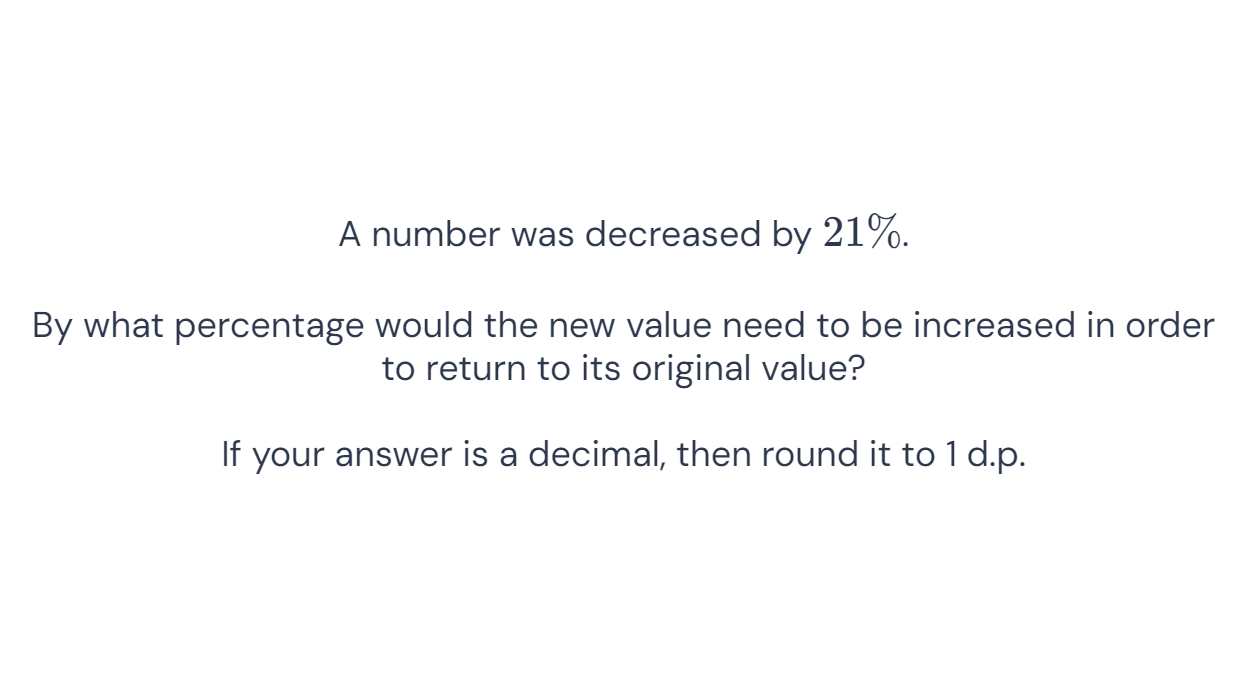 A number was decreased by 21%.
By what percentage would the new value need to be increased in order
to return to its original value?
If your answer is a decimal, then round it to 1 d.p.